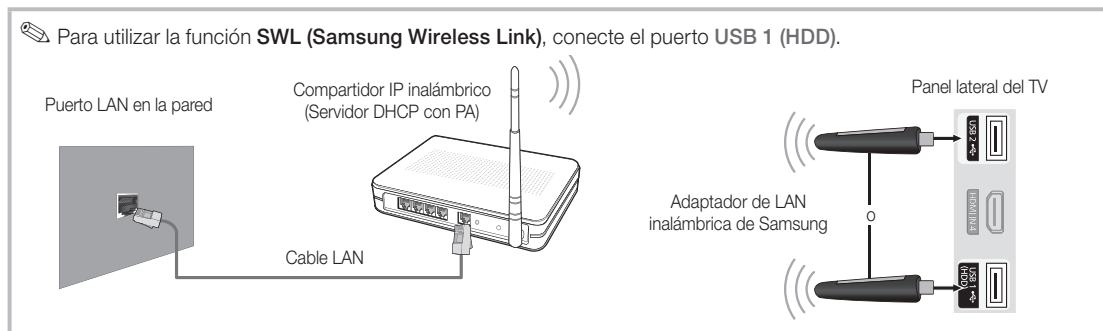 Para utilizar la función SWL (Samsung Wireless Link), conecte el puerto USB 1 (HDD).
Puerto LAN en la pared
Compartidor IP inalámbrico
(Servidor DHCP con PA)
Panel lateral del TV
USB 2
Adaptador de LAN
inalámbrica de Samsung
O
HDMI IN 4
Cable LAN
USB 1
(HDD)